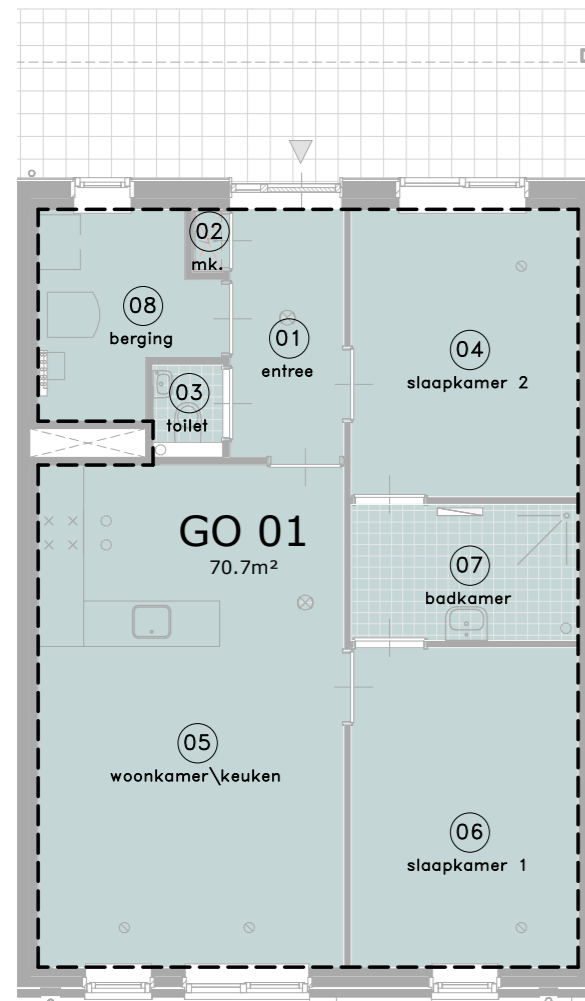 02
mk.
08
berging
01
entree
04
slaapkamer 2
03
toilet
GO 01
70.7m²
07
badkamer
05
woonkamer\keuken
06
slaapkamer 1